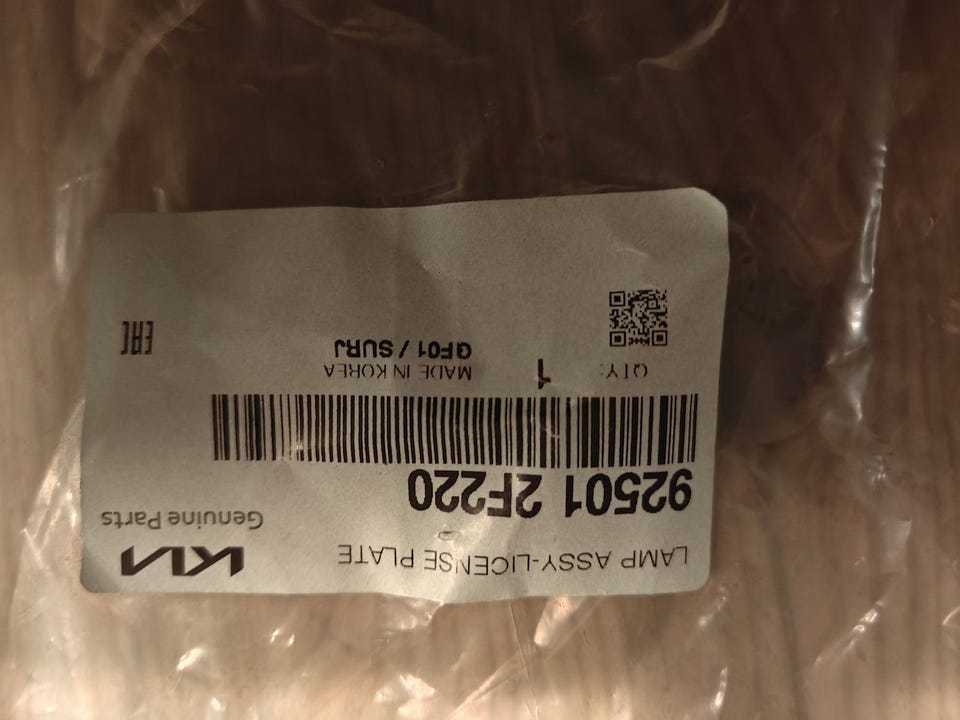 LAMP ASSY-LICENSE PLATE
KIA
Genuine Parts
92501 2F220
QTY: 1
MADE IN KOREA
QF01 / SURJ
EAC